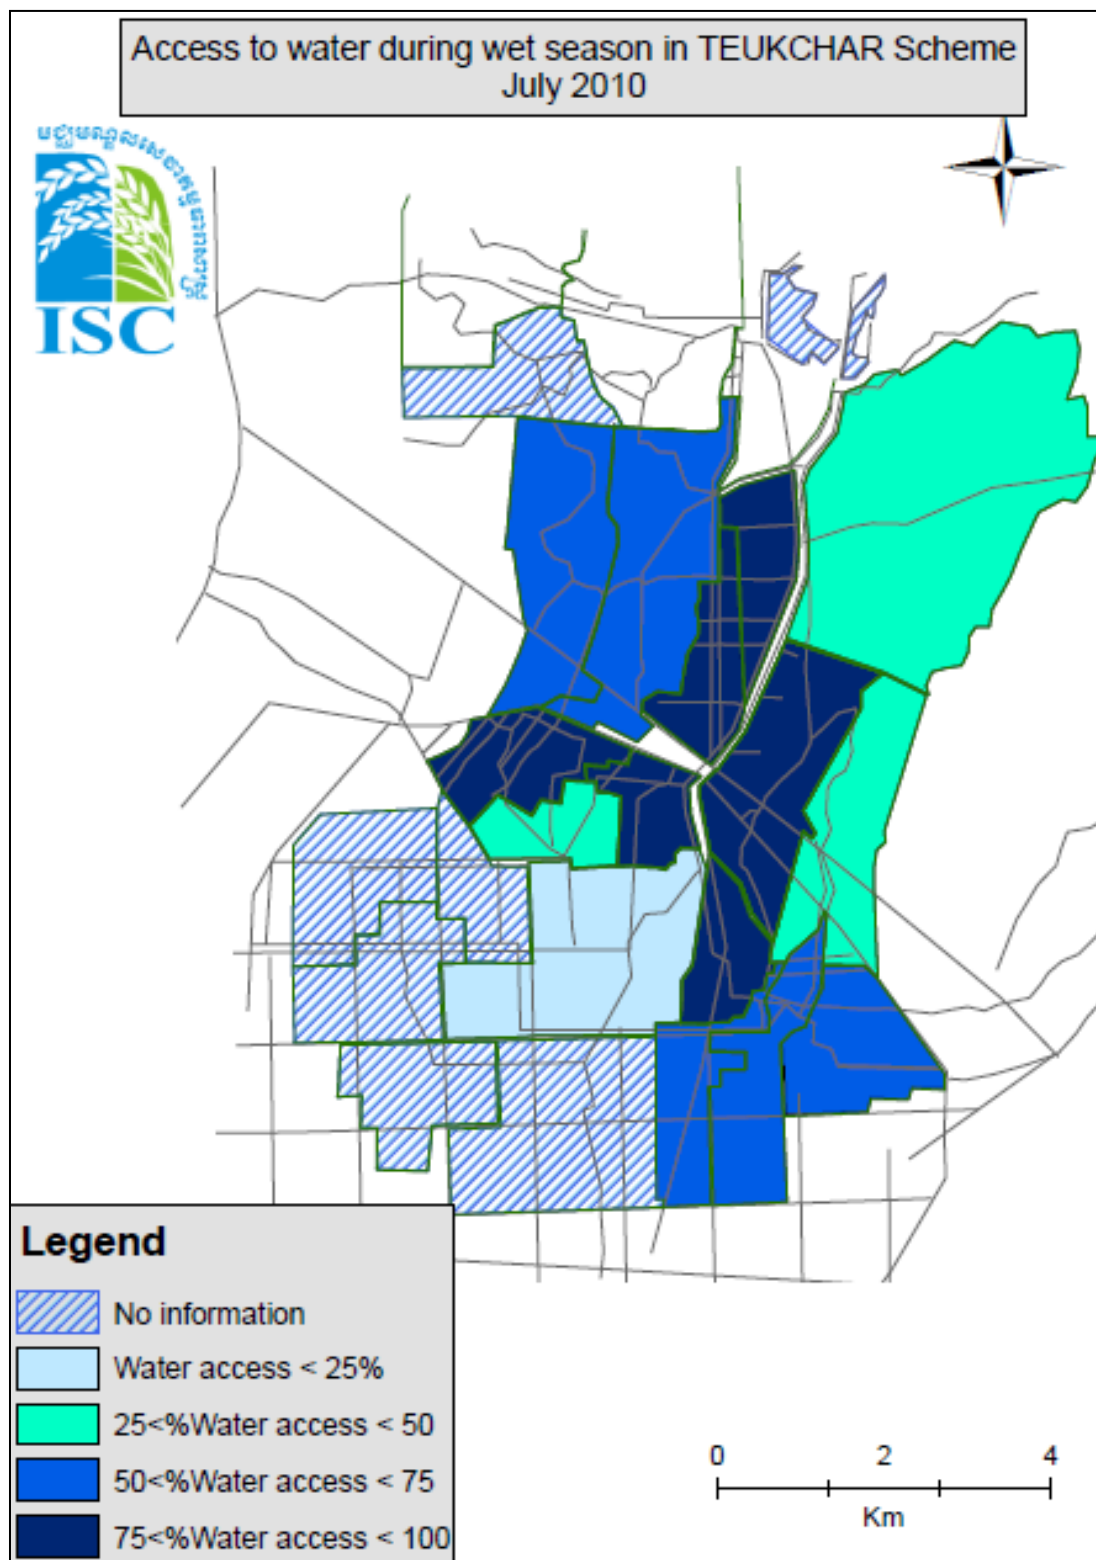 Access to water during wet season in TEUKCHAR Scheme
July 2010
ISC
Legend
No information
Water access < 25%
25<%Water access < 50
50<%Water access < 75
75<%Water access < 100
0 2 4
Km